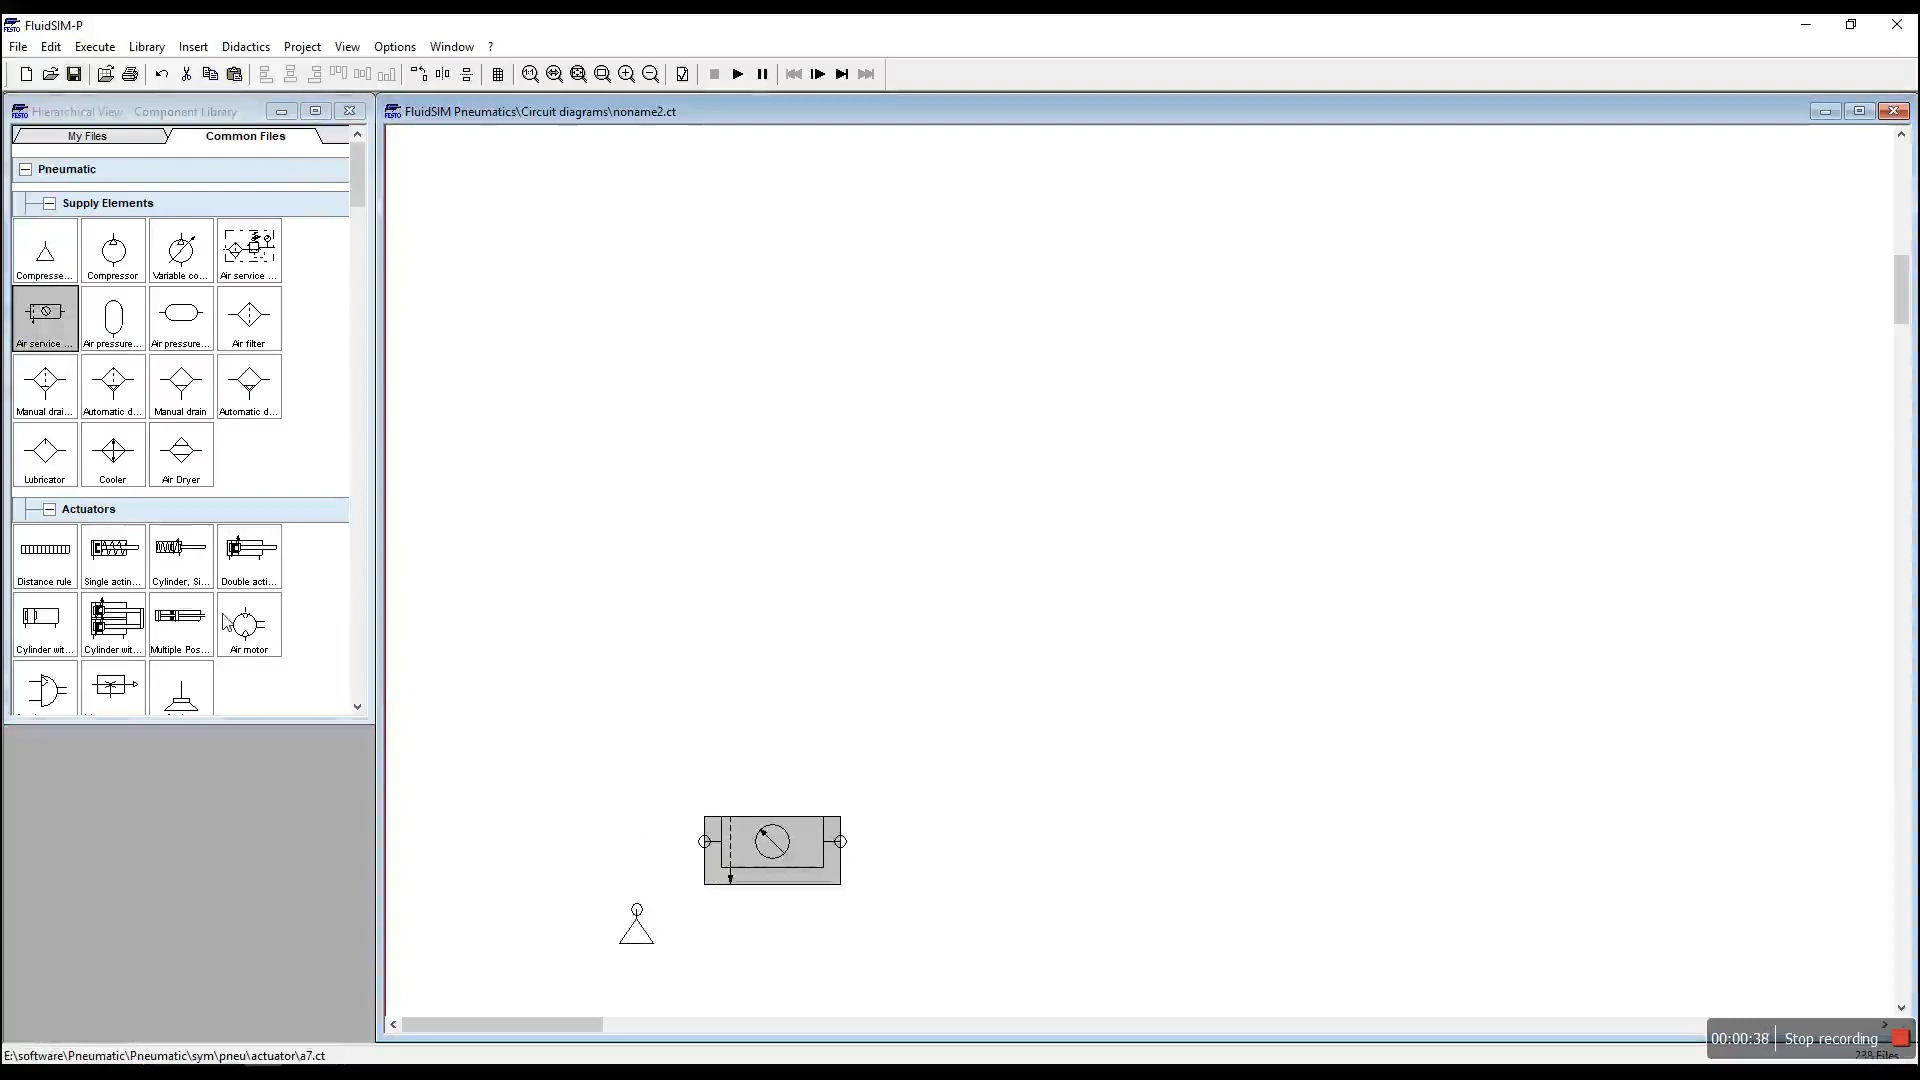 FluidSIM-P
File Edit Execute Library Insert Didactics Project View Options Window ?
Hierarchical View - Component Library
FluidSIM Pneumatics\Circuit diagrams\noname2.ct
My Files Common Files
Pneumatic
Supply Elements
Compresse... Compressor Variable co... Air service ...
Air service ... Air pressure... Air pressure... Air filter
Manual drai... Automatic d... Manual drain Automatic d...
Lubricator Cooler Air Dryer
Actuators
Distance rule Single actin... Cylinder, Si... Double acti...
Cylinder wit... Cylinder wit... Multiple Pos... Air motor
E:\software\Pneumatic\Pneumatic\sym\pneu\actuator\a7.ct
00:00:38 Stop recording
238 Files